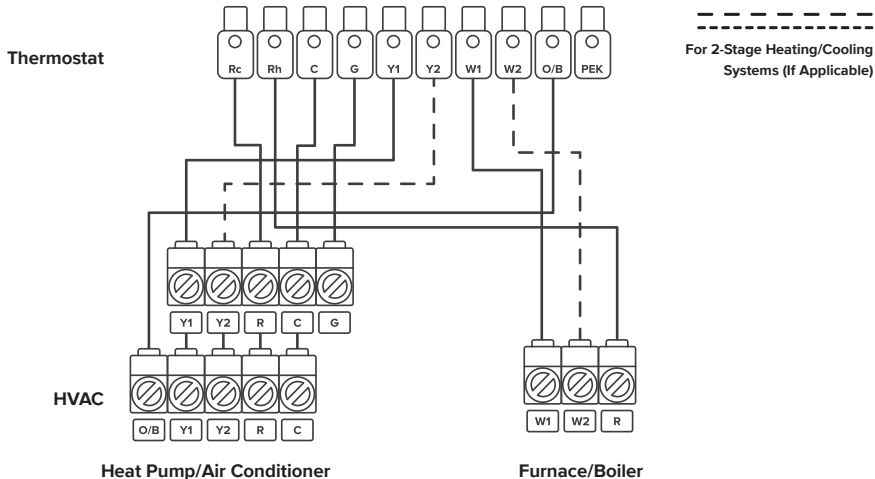 Thermostat
Rc Rh C G Y1 Y2 W1 W2 O/B PEK
For 2-Stage Heating/Cooling
Systems (If Applicable)
Y1 Y2 R C G
HVAC
O/B Y1 Y2 R C
W1 W2 R
Heat Pump/Air Conditioner
Furnace/Boiler